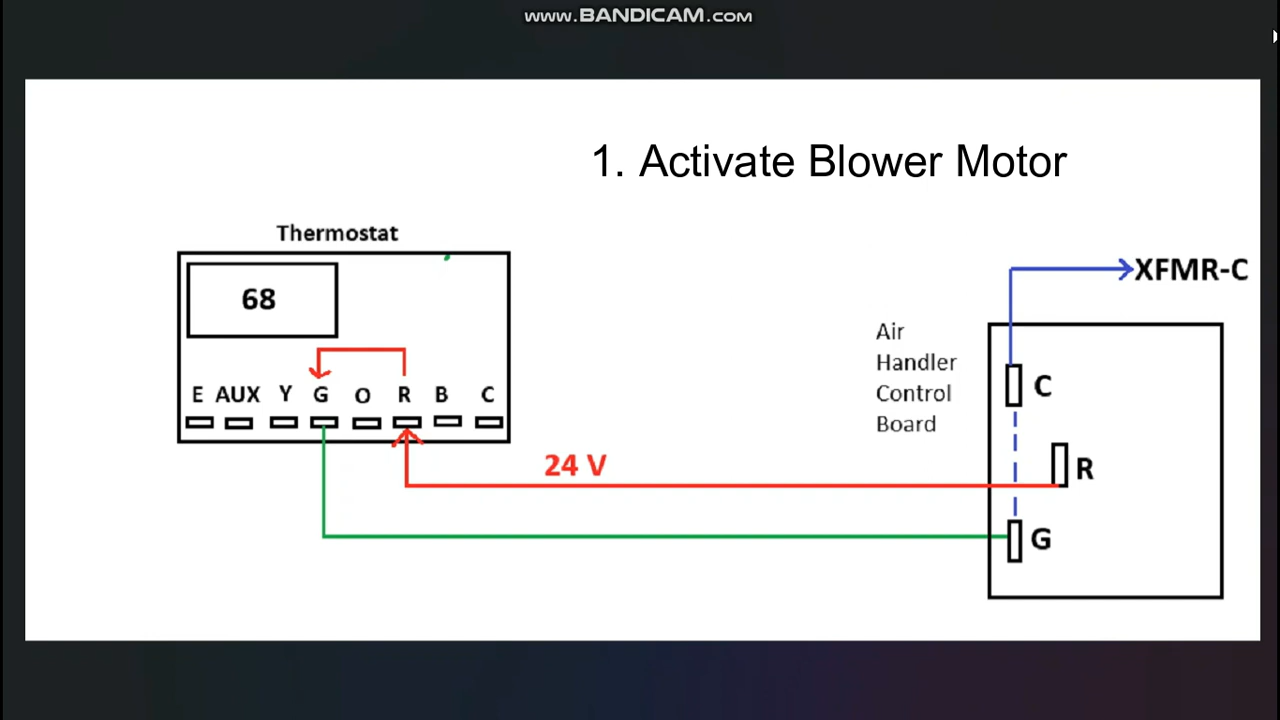 www.BANDICAM.com
1. Activate Blower Motor
Thermostat
68
E AUX Y G O R B C
24 V
XFMR-C
Air
Handler
Control
Board
C
R
G